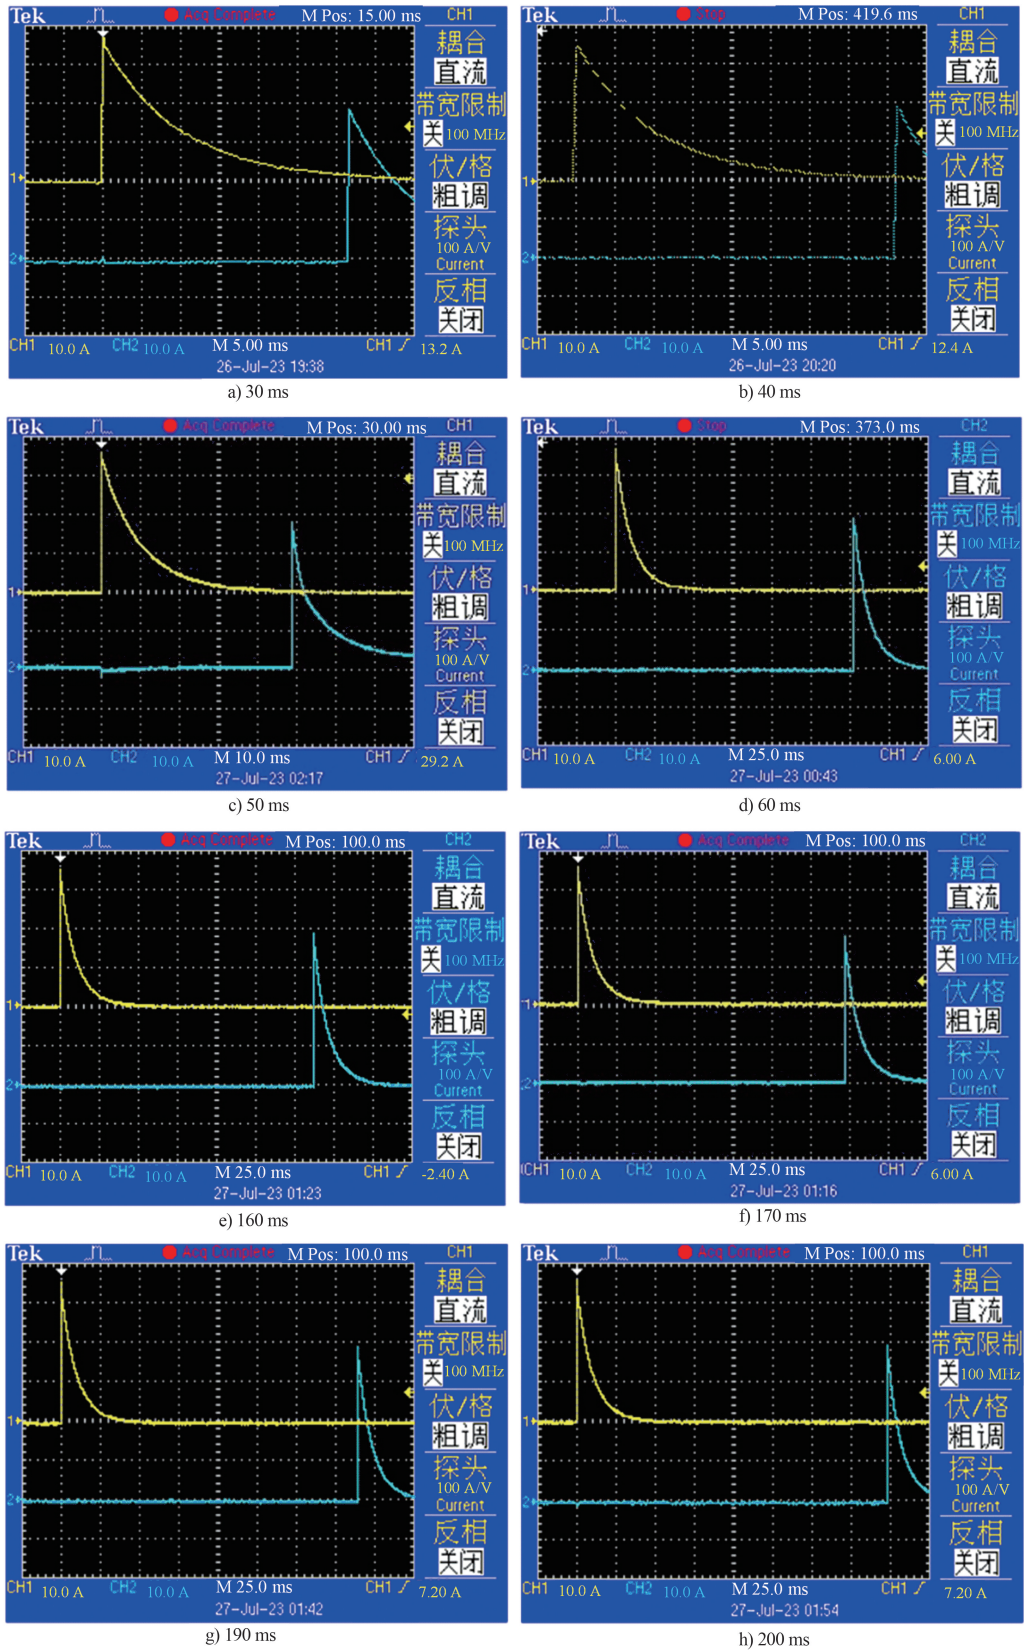 Tek Acq Complete M Pos: 15.00 ms CH1
耦合
直流
带宽限制
关 100 MHz
伏/格
粗调
探头
100 A/V
Current
反相
关闭
1
2
CH1 10.0 A CH2 10.0 A M 5.00 ms CH1 13.2 A
26-Jul-23 19:38
a) 30 ms
Tek Stop M Pos: 419.6 ms CH1
耦合
直流
带宽限制
关 100 MHz
伏/格
粗调
探头
100 A/V
Current
反相
关闭
1
2
CH1 10.0 A CH2 10.0 A M 5.00 ms CH1 12.4 A
26-Jul-23 20:20
b) 40 ms
Tek Acq Complete M Pos: 30.00 ms CH1
耦合
直流
带宽限制
关 100 MHz
伏/格
粗调
探头
100 A/V
Current
反相
关闭
1
2
CH1 10.0 A CH2 10.0 A M 10.0 ms CH1 29.2 A
27-Jul-23 02:17
c) 50 ms
Tek Stop M Pos: 373.0 ms CH2
耦合
直流
带宽限制
关 100 MHz
伏/格
粗调
探头
100 A/V
Current
反相
关闭
1
2
CH1 10.0 A CH2 10.0 A M 25.0 ms CH1 6.00 A
27-Jul-23 00:43
d) 60 ms
Tek Acq Complete M Pos: 100.0 ms CH2
耦合
直流
带宽限制
关 100 MHz
伏/格
粗调
探头
100 A/V
Current
反相
关闭
1
2
CH1 10.0 A CH2 10.0 A M 25.0 ms CH1 -2.40 A
27-Jul-23 01:23
e) 160 ms
Tek Acq Complete M Pos: 100.0 ms CH2
耦合
直流
带宽限制
关 100 MHz
伏/格
粗调
探头
100 A/V
Current
反相
关闭
1
2
CH1 10.0 A CH2 10.0 A M 25.0 ms CH1 6.00 A
27-Jul-23 01:16
f) 170 ms
Tek Acq Complete M Pos: 100.0 ms CH1
耦合
直流
带宽限制
关 100 MHz
伏/格
粗调
探头
100 A/V
Current
反相
关闭
1
2
CH1 10.0 A CH2 10.0 A M 25.0 ms CH1 7.20 A
27-Jul-23 01:42
g) 190 ms
Tek Acq Complete M Pos: 100.0 ms CH1
耦合
直流
带宽限制
关 100 MHz
伏/格
粗调
探头
100 A/V
Current
反相
关闭
1
2
CH1 10.0 A CH2 10.0 A M 25.0 ms CH1 7.20 A
27-Jul-23 01:54
h) 200 ms